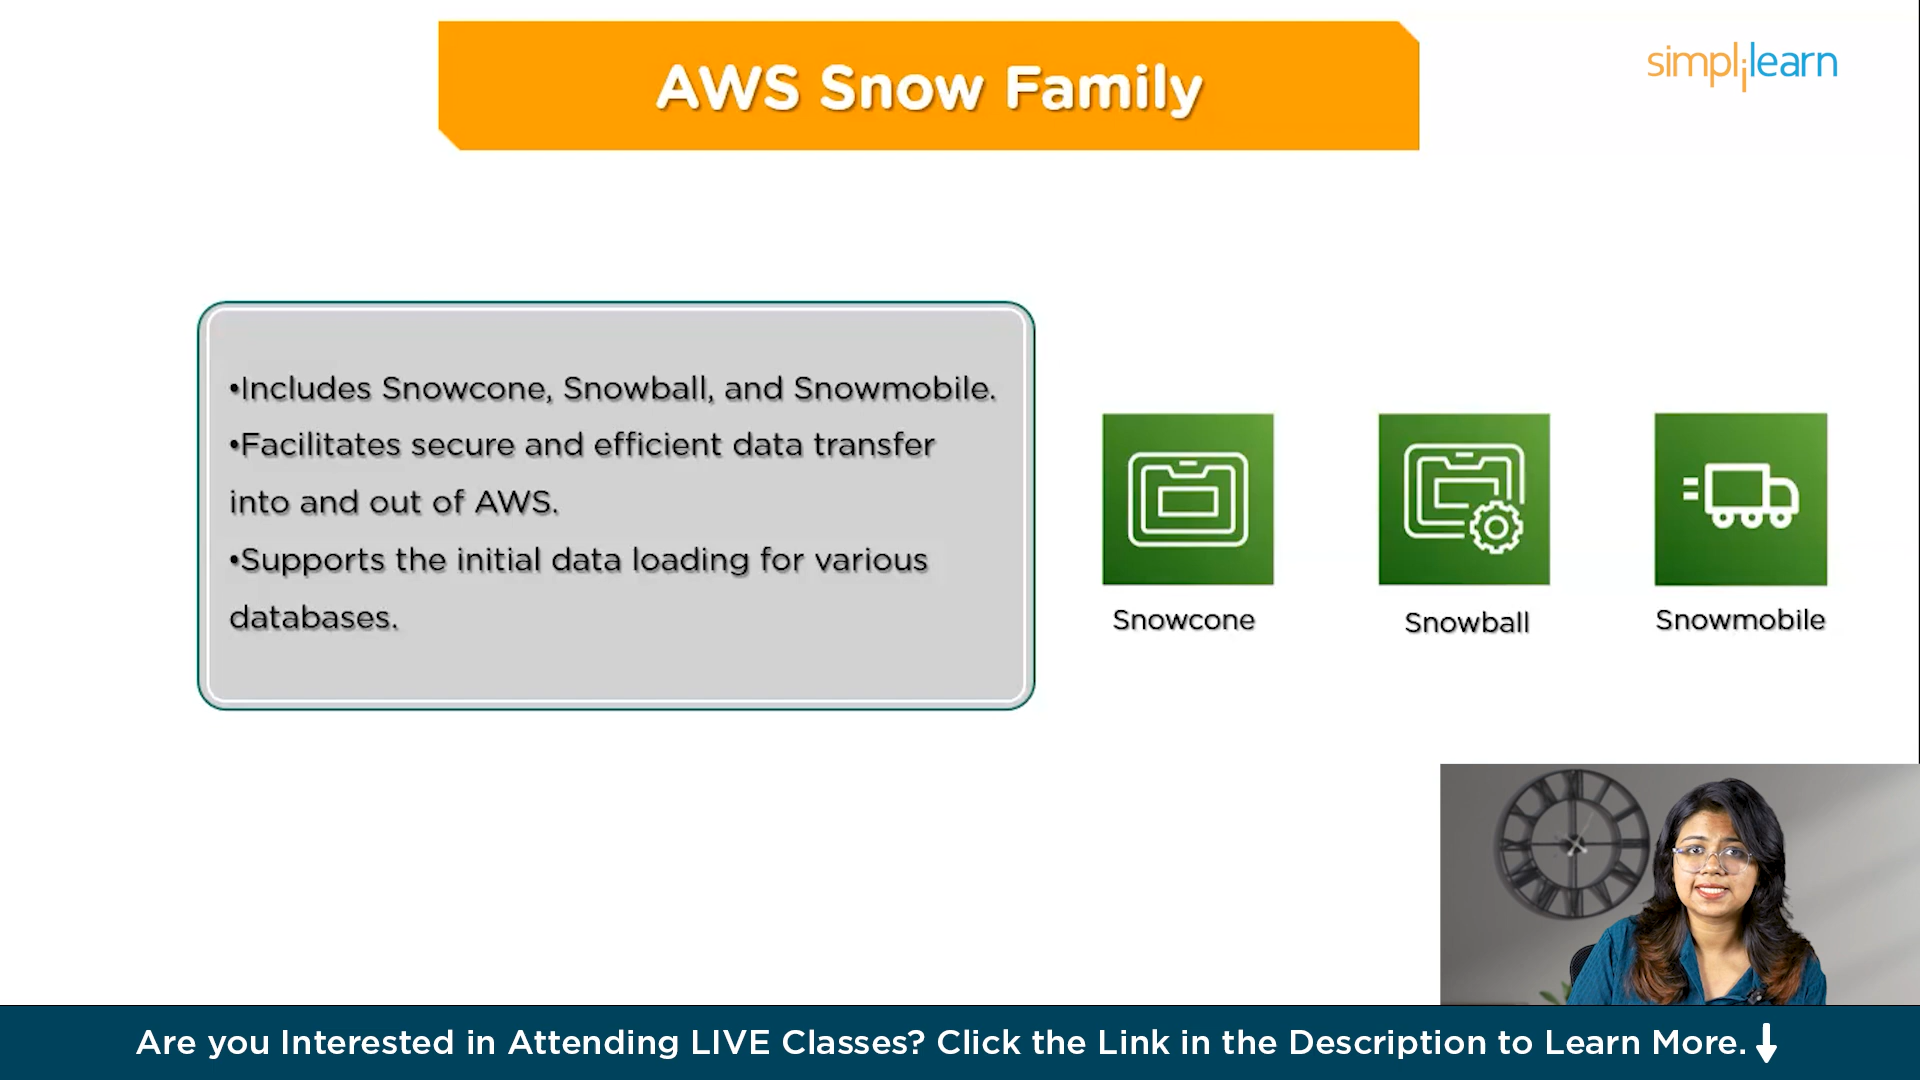 AWS Snow Family
simplilearn
•Includes Snowcone, Snowball, and Snowmobile.
•Facilitates secure and efficient data transfer
into and out of AWS.
•Supports the initial data loading for various
databases.
Snowcone
Snowball
Snowmobile
Are you Interested in Attending LIVE Classes? Click the Link in the Description to Learn More.